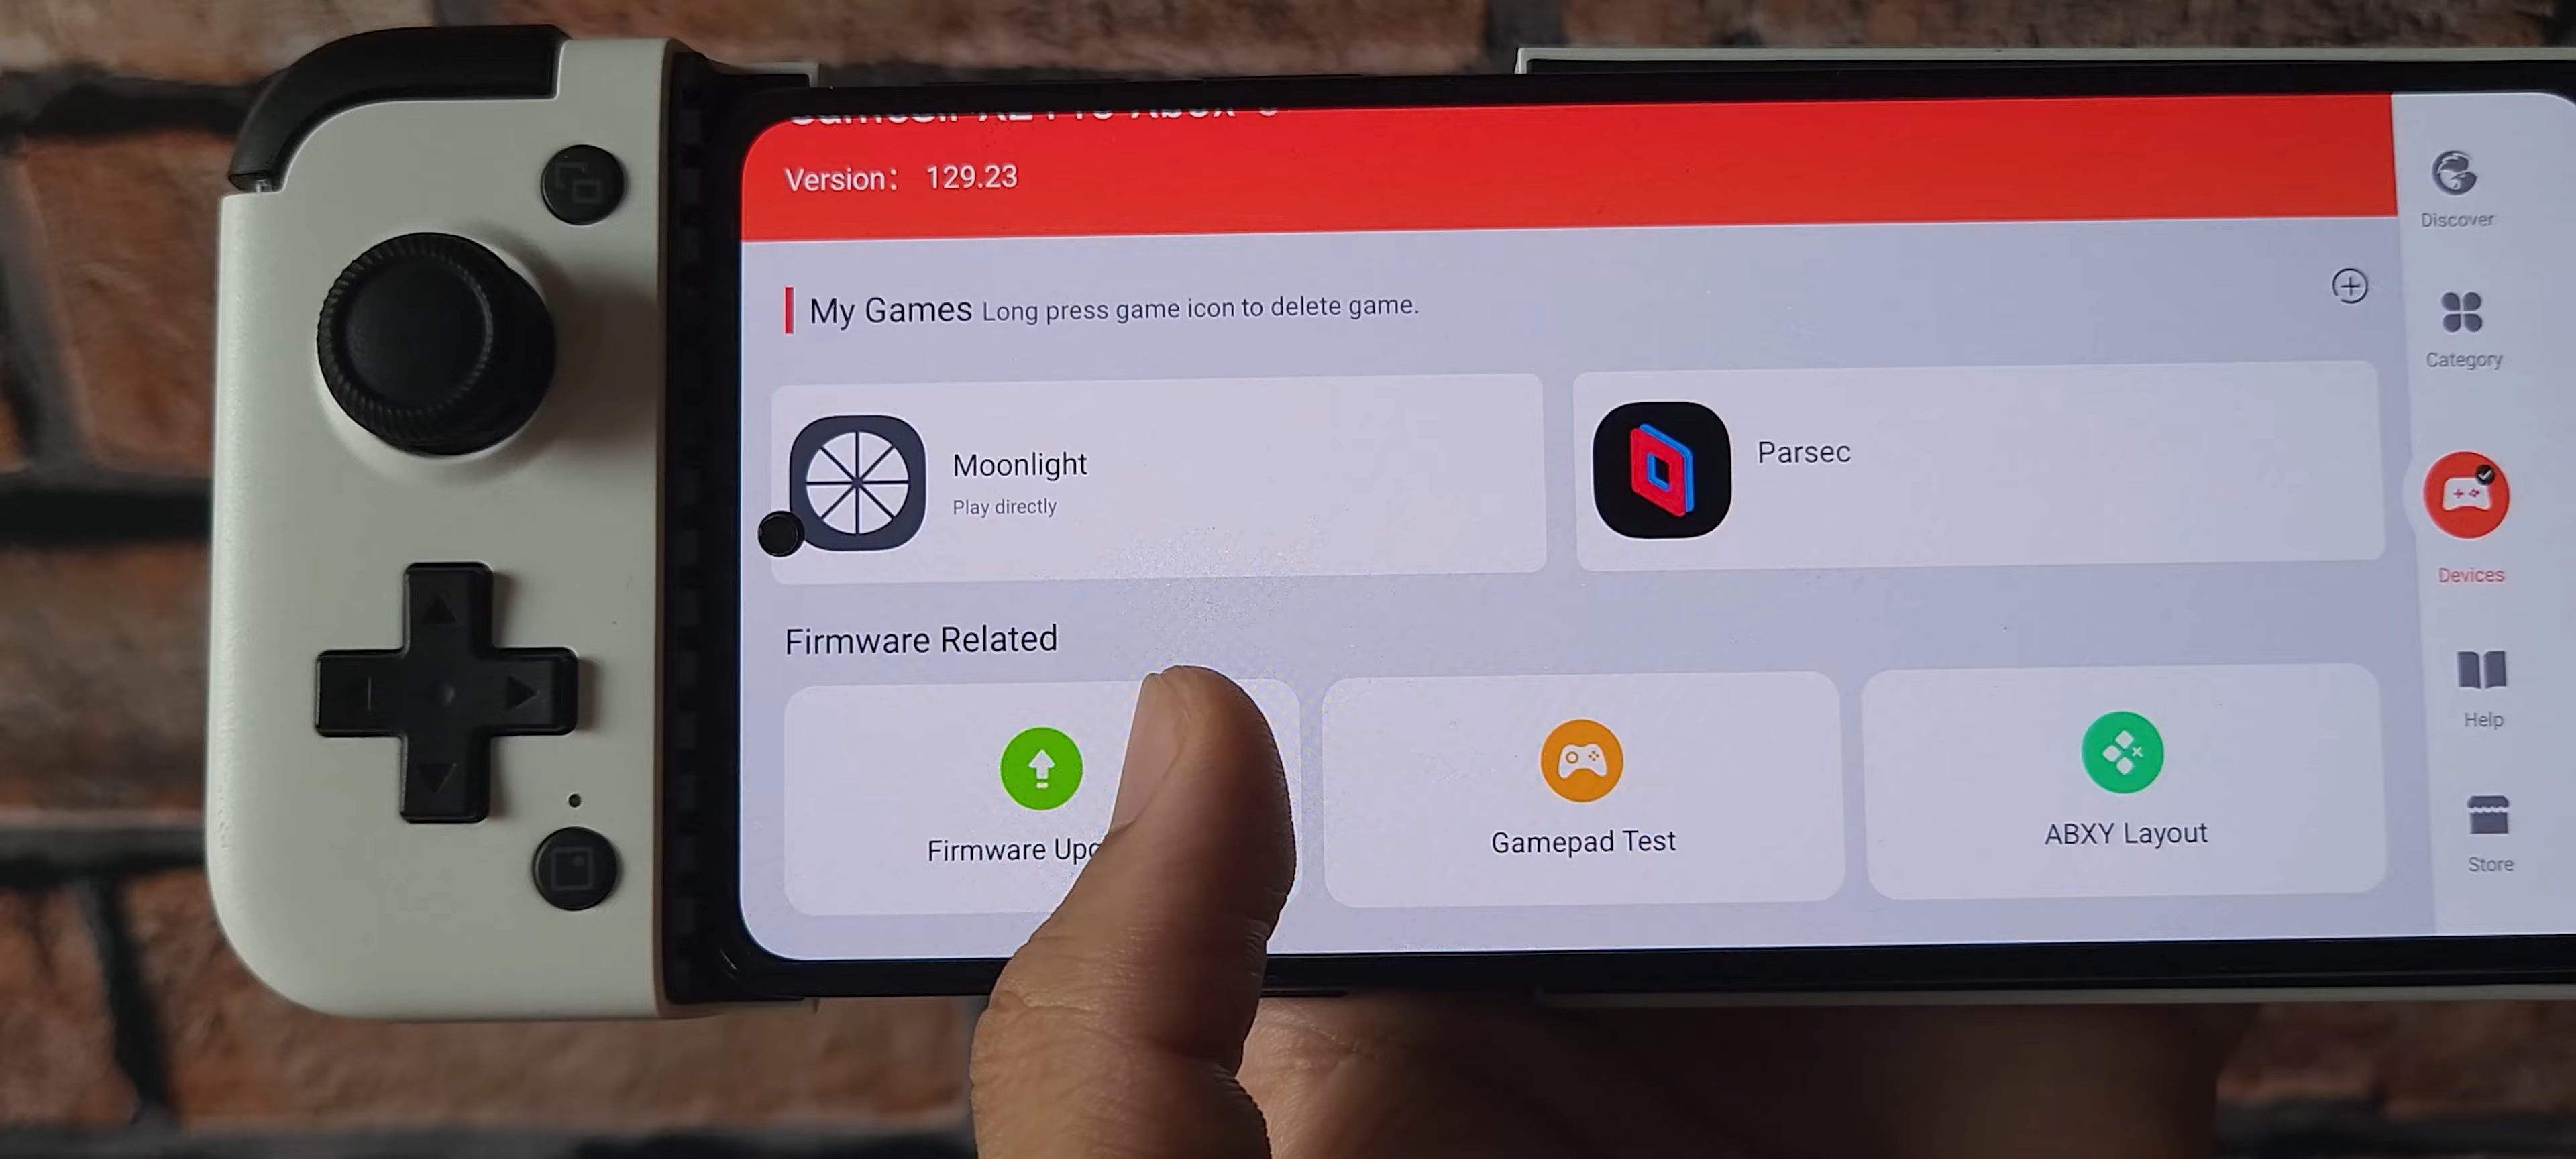 Version: 129.23
My Games Long press game icon to delete game.
Moonlight
Play directly
Parsec
Firmware Related
Firmware
Gamepad Test
ABXY Layout
Discover
Category
Devices
Help
Store